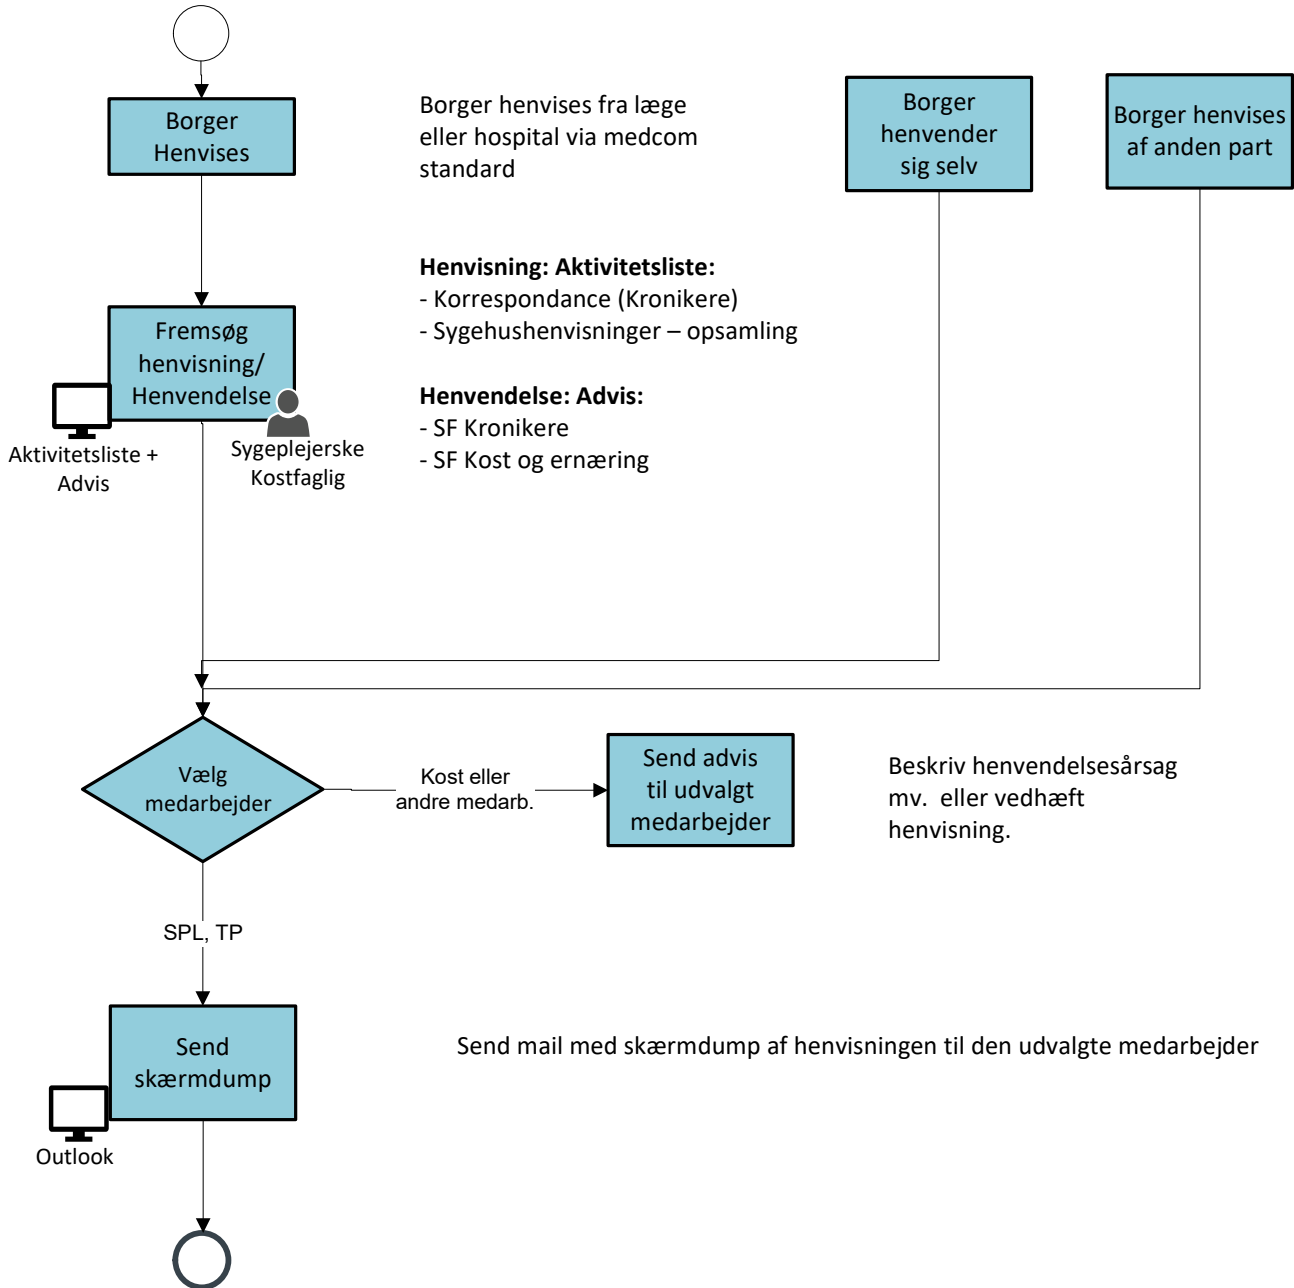 Borger
Henvises
Borger henvises fra læge
eller hospital via medcom
standard
Borger
henvender
sig selv
Borger henvises
af anden part
Henvisning: Aktivitetsliste:
- Korrespondance (Kronikere)
- Sygehushenvisninger – opsamling
Henvendelse: Advis:
- SF Kronikere
- SF Kost og ernæring
Fremsøg
henvisning/
Henvendelse
Aktivitetsliste +
Advis
Sygeplejerske
Kostfaglig
Vælg
medarbejder
Kost eller
andre medarb.
Send advis
til udvalgt
medarbejder
Beskriv henvendelsesårsag
mv. eller vedhæft
henvisning.
SPL, TP
Send
skærmdump
Send mail med skærmdump af henvisningen til den udvalgte medarbejder
Outlook